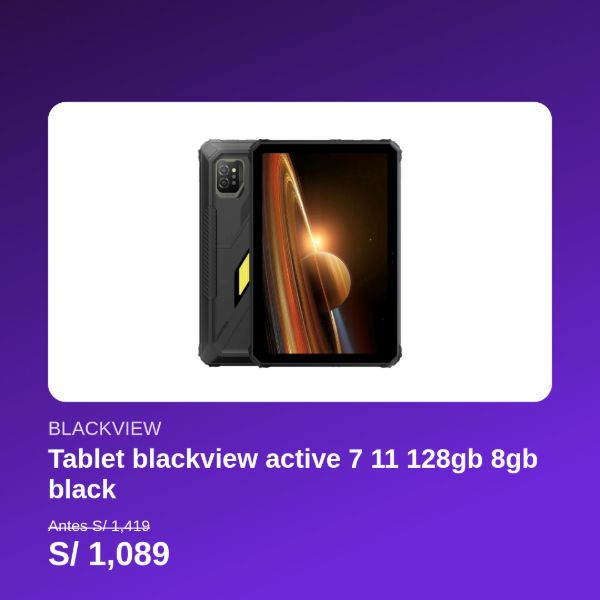 BLACKVIEW
Tablet blackview active 7 11 128gb 8gb
black
Antes S/ 1,419
S/ 1,089